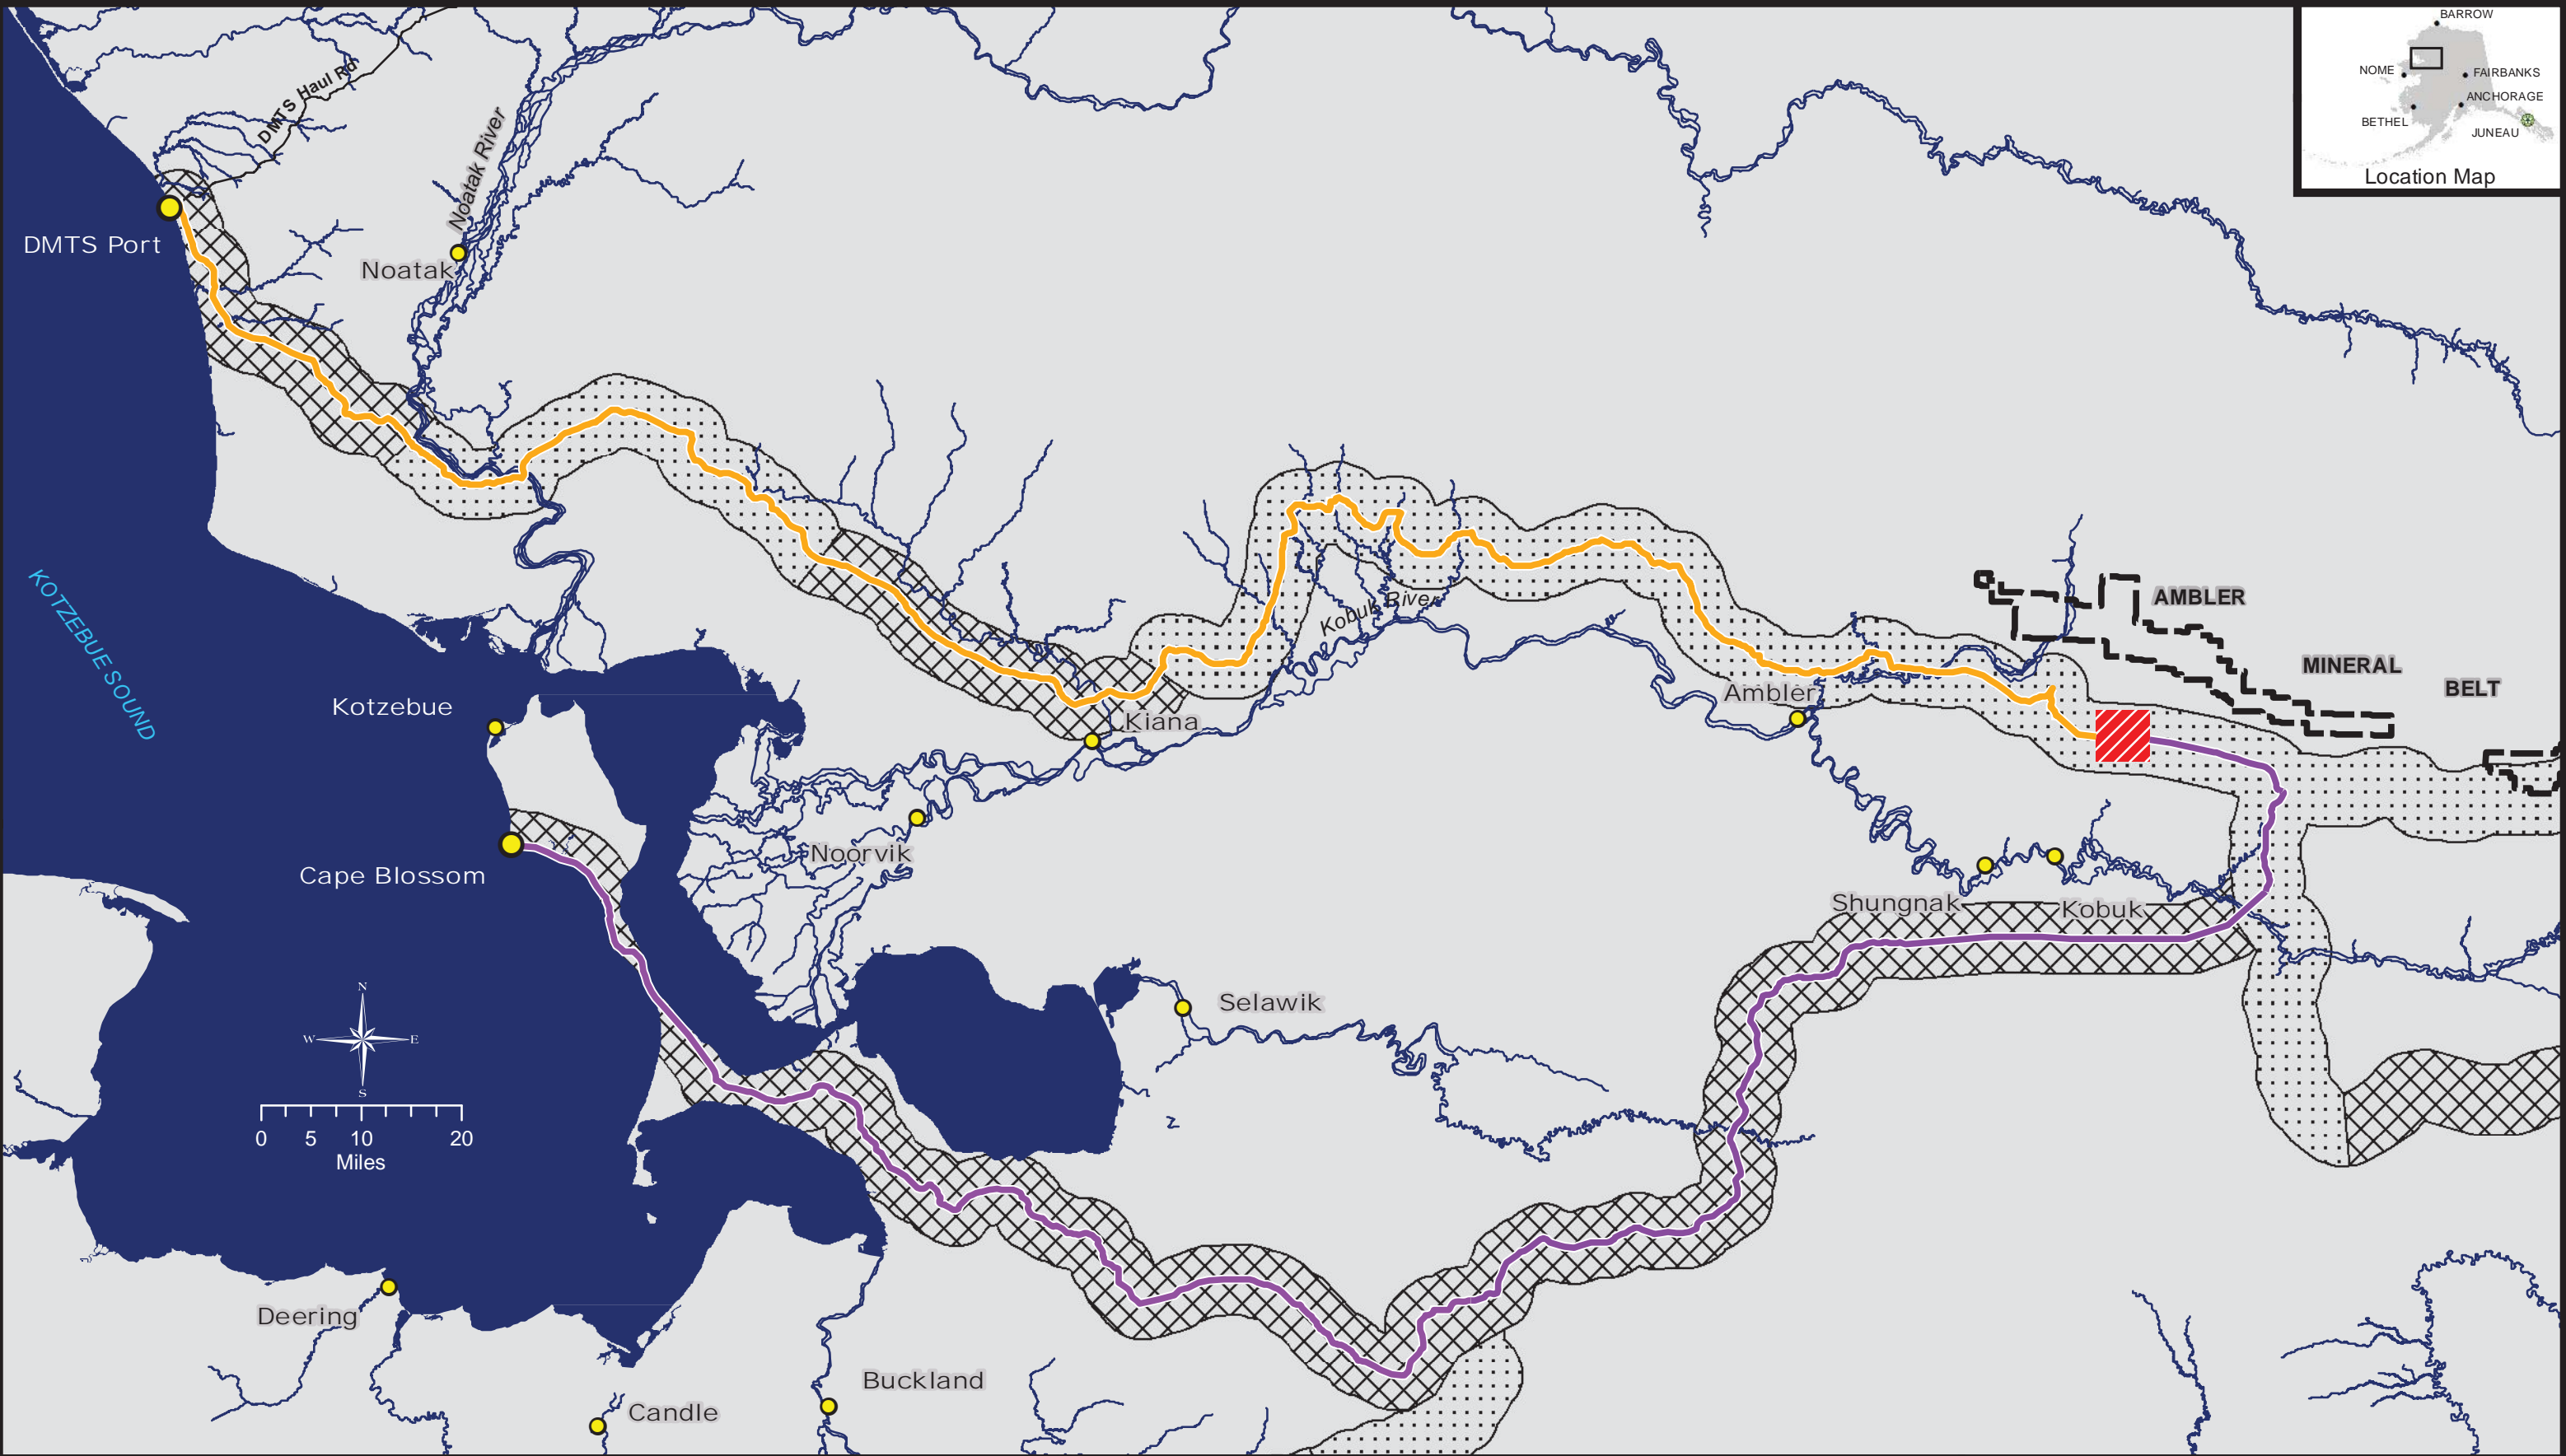 BARROW
NOME
FAIRBANKS
ANCHORAGE
BETHEL
JUNEAU
Location Map
DMTS Haul Rd
Noatak River
DMTS Port
Noatak
KOTZEBUE SOUND
Kobuk River
AMBLER
MINERAL
BELT
Kotzebue
Ambler
Kiana
Cape Blossom
Noorvik
Shungnak
Kobuk
Selawik
N
W E
S
0 5 10 20
Miles
Deering
Buckland
Candle